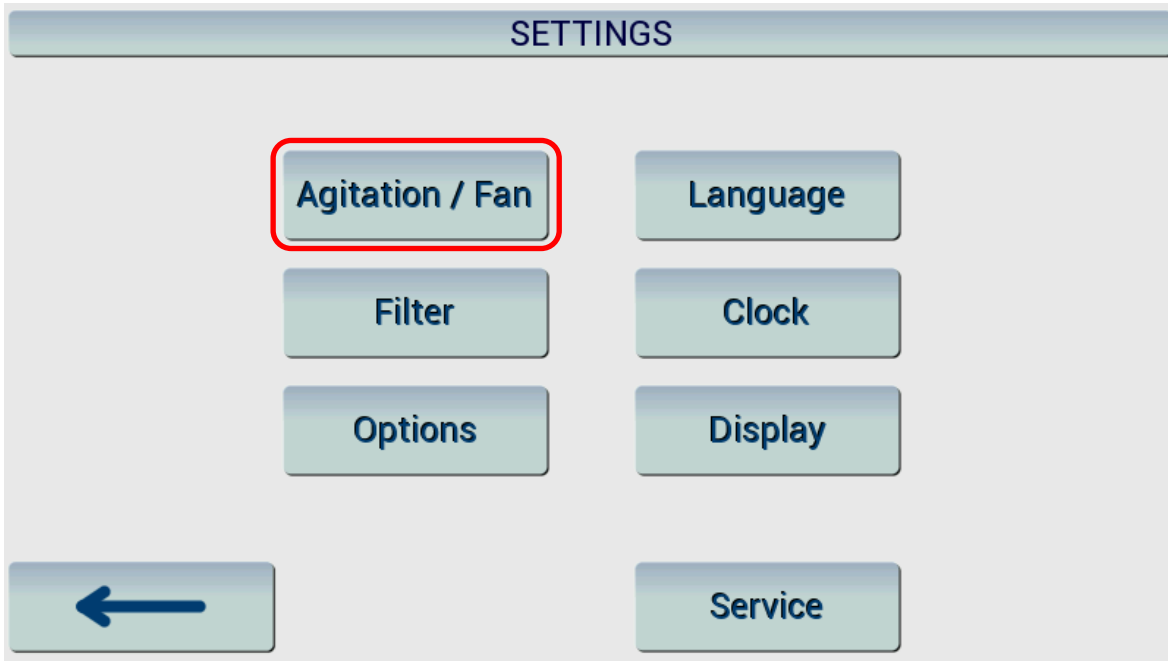 SETTINGS
Agitation / Fan
Language
Filter
Clock
Options
Display
Service